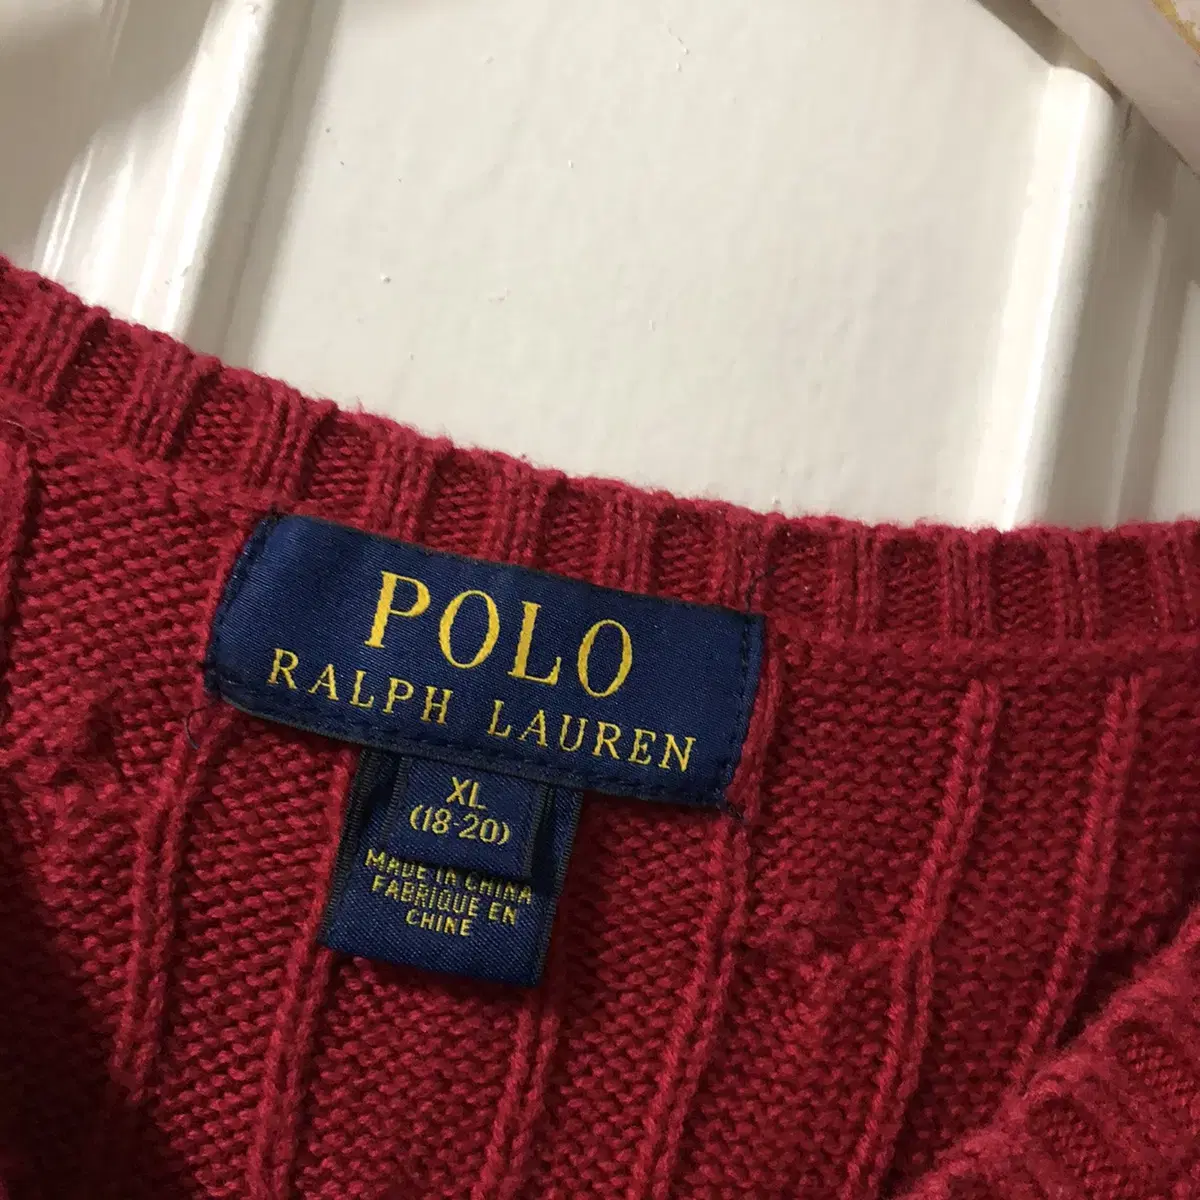 POLO
RALPH LAUREN
XL
(18-20)
MADE IN CHINA
FABRIQUE EN
CHINE